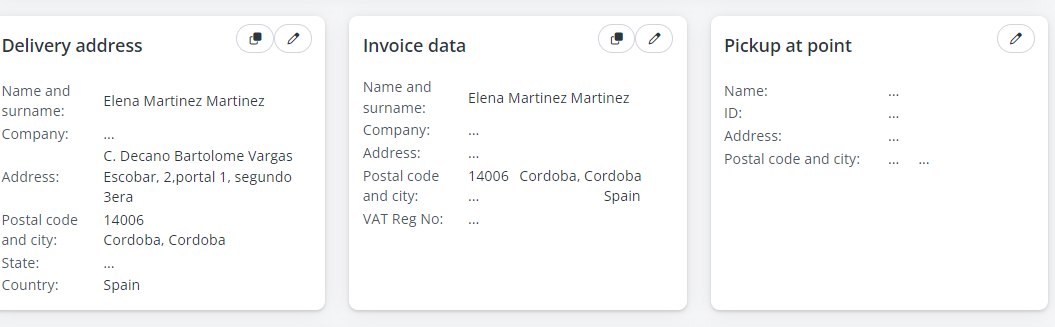 Delivery address
Name and
surname:
Elena Martinez Martinez
Company:
...
Address:
C. Decano Bartolome Vargas
Escobar, 2,portal 1, segundo
3era
Postal code
and city:
14006
Cordoba, Cordoba
State:
...
Country:
Spain
Invoice data
Name and
surname:
Elena Martinez Martinez
Company:
...
Address:
...
Postal code
and city:
14006 Cordoba, Cordoba
... Spain
VAT Reg No:
...
Pickup at point
Name:
...
ID:
...
Address:
...
Postal code and city:
... ...